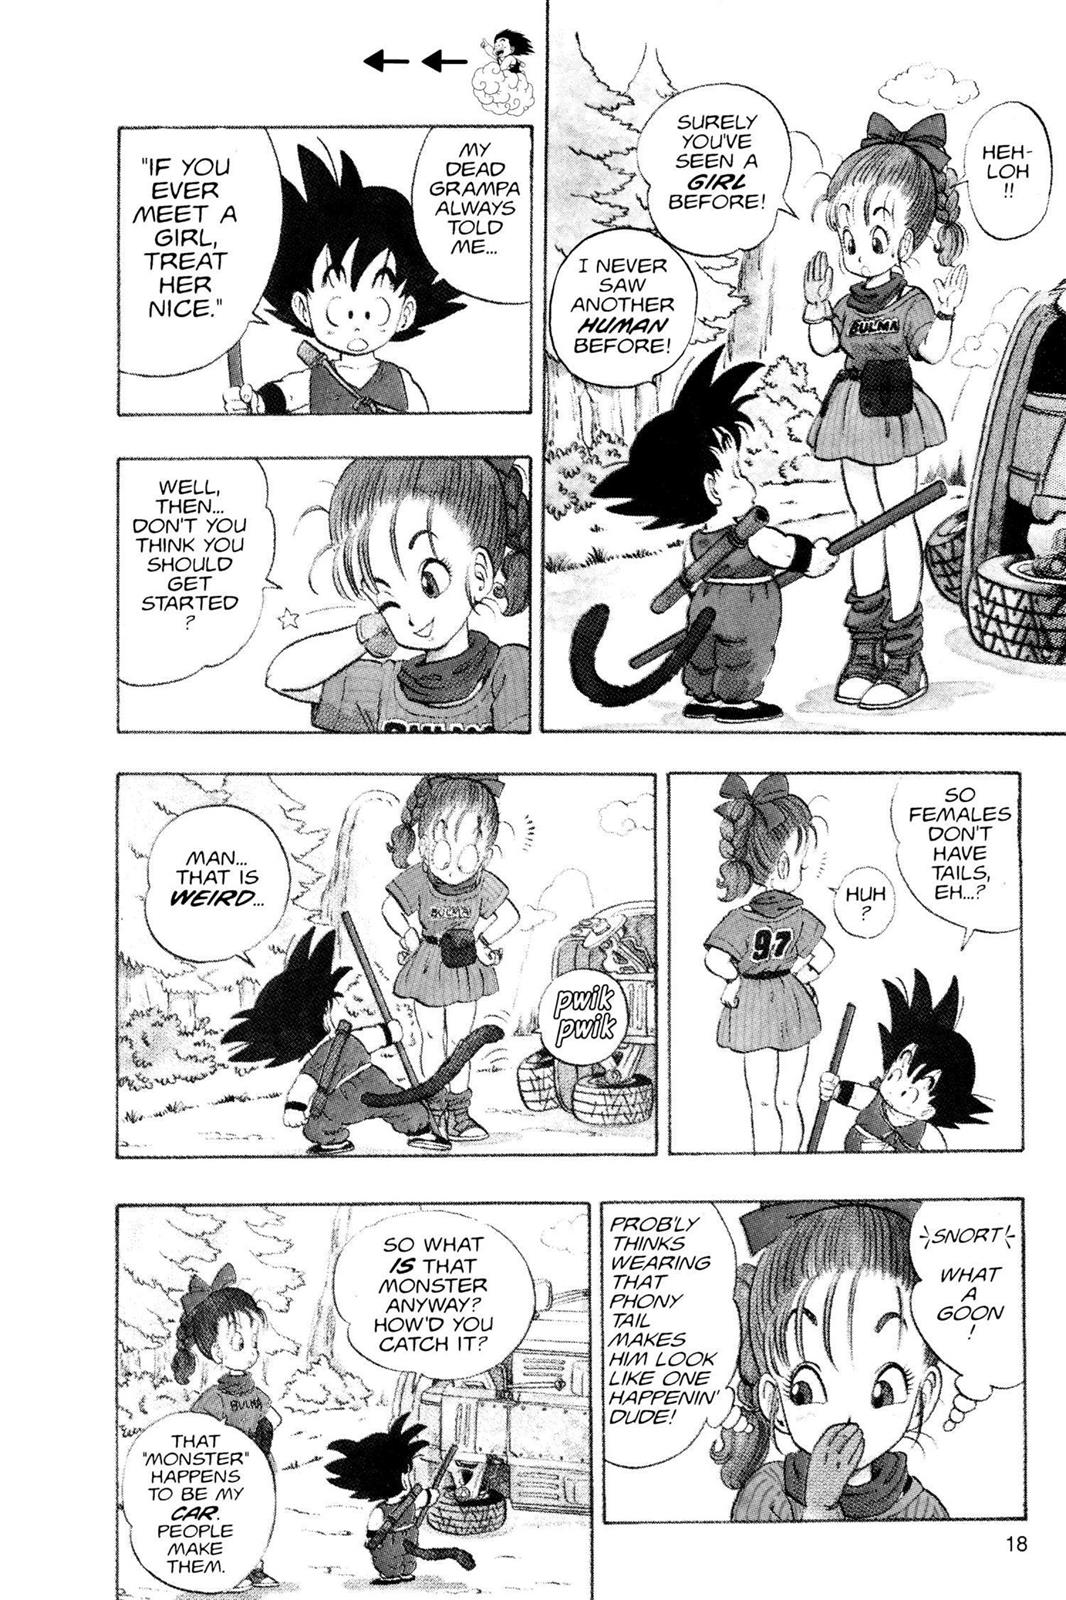 HEH-
LOH
!!
SURELY
YOU'VE
SEEN A
GIRL
BEFORE!
I NEVER
SAW
ANOTHER
HUMAN
BEFORE!
BULMA
MY
DEAD
GRAMPA
ALWAYS
TOLD
ME...
"IF YOU
EVER
MEET A
GIRL,
TREAT
HER
NICE."
WELL,
THEN...
DON'T YOU
THINK YOU
SHOULD
GET
STARTED
?
BULMA
SO
FEMALES
DON'T
HAVE
TAILS,
EH...?
HUH
?
97
MAN...
THAT IS
WEIRD...
BULMA
pwik
pwik
SNORT
WHAT
A
GOON
!
PROB'LY
THINKS
WEARING
THAT
PHONY
TAIL
MAKES
HIM LOOK
LIKE ONE
HAPPENIN'
DUDE!
SO WHAT
IS THAT
MONSTER
ANYWAY?
HOW'D YOU
CATCH IT?
BULMA
THAT
"MONSTER"
HAPPENS
TO BE MY
CAR.
PEOPLE
MAKE
THEM.
18